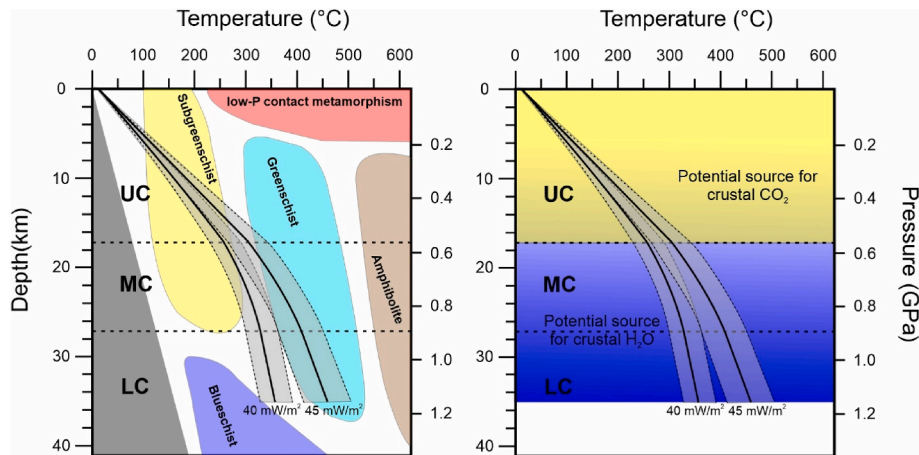 Temperature (°C)
0 100 200 300 400 500 600
Depth(km)
0
10
20
30
40
0.2
0.4
0.6
0.8
1.0
1.2
low-P contact metamorphism
Subgreenschist
Greenschist
Amphibolite
Blueschist
UC
MC
LC
40 mW/m² 45 mW/m²
Temperature (°C)
0 100 200 300 400 500 600
0
10
20
30
40
0.2
0.4
0.6
0.8
1.0
1.2
Pressure (GPa)
Potential source for
crustal CO₂
UC
MC
Potential source
for crustal H₂O
LC
40 mW/m² 45 mW/m²